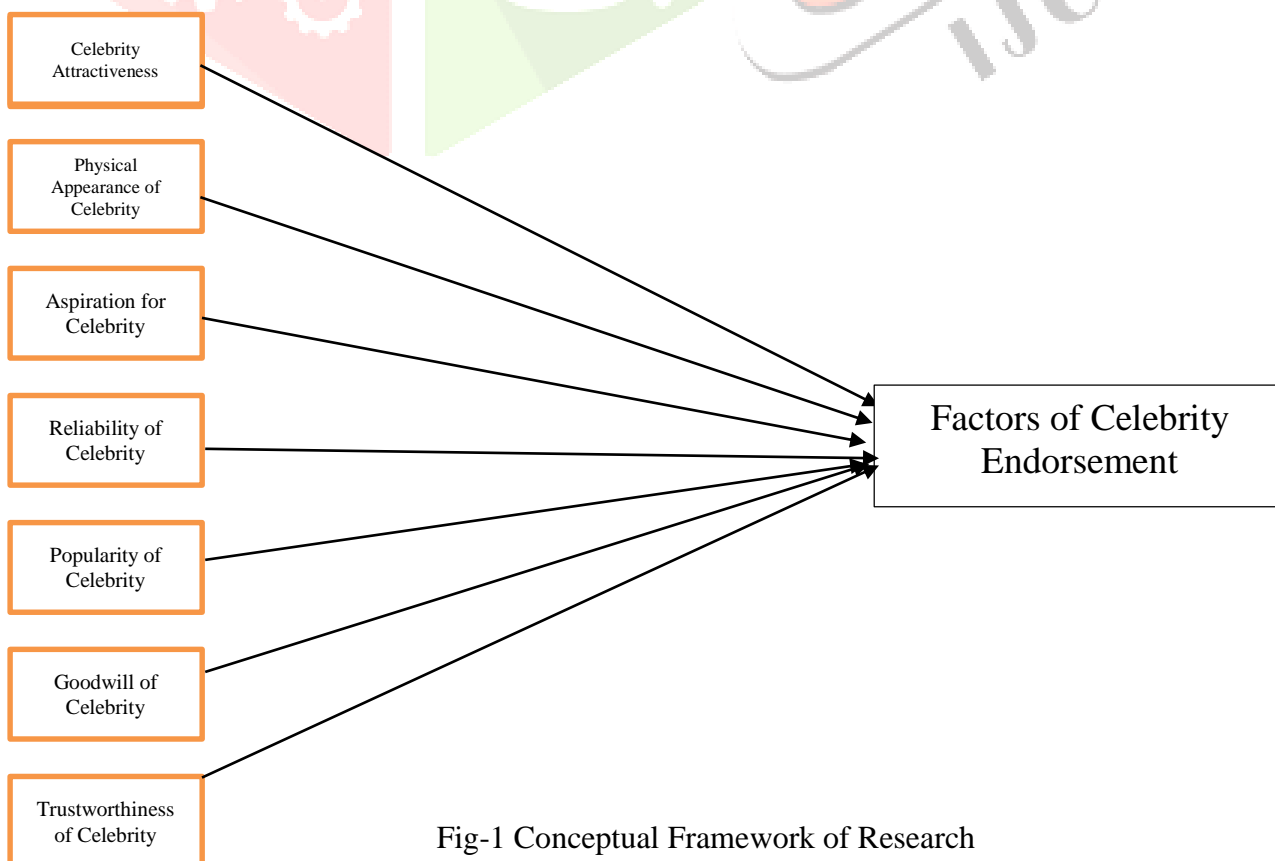 Celebrity
Attractiveness
Physical
Appearance of
Celebrity
Aspiration for
Celebrity
Reliability of
Celebrity
Popularity of
Celebrity
Goodwill of
Celebrity
Trustworthiness
of Celebrity
Factors of Celebrity
Endorsement
Fig-1 Conceptual Framework of Research